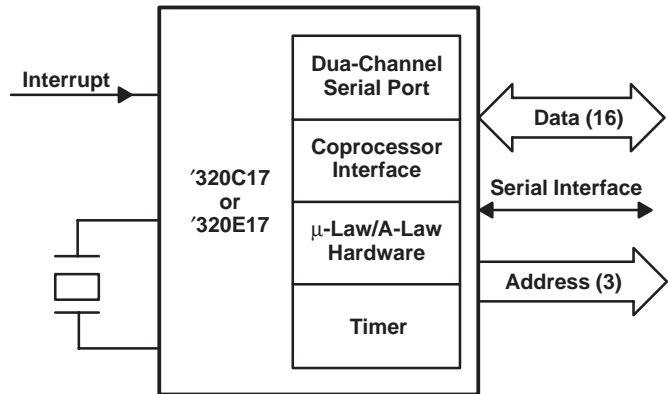 Interrupt
′320C17
or
′320E17
Dua-Channel
Serial Port
Coprocessor
Interface
μ-Law/A-Law
Hardware
Timer
Data (16)
Serial Interface
Address (3)